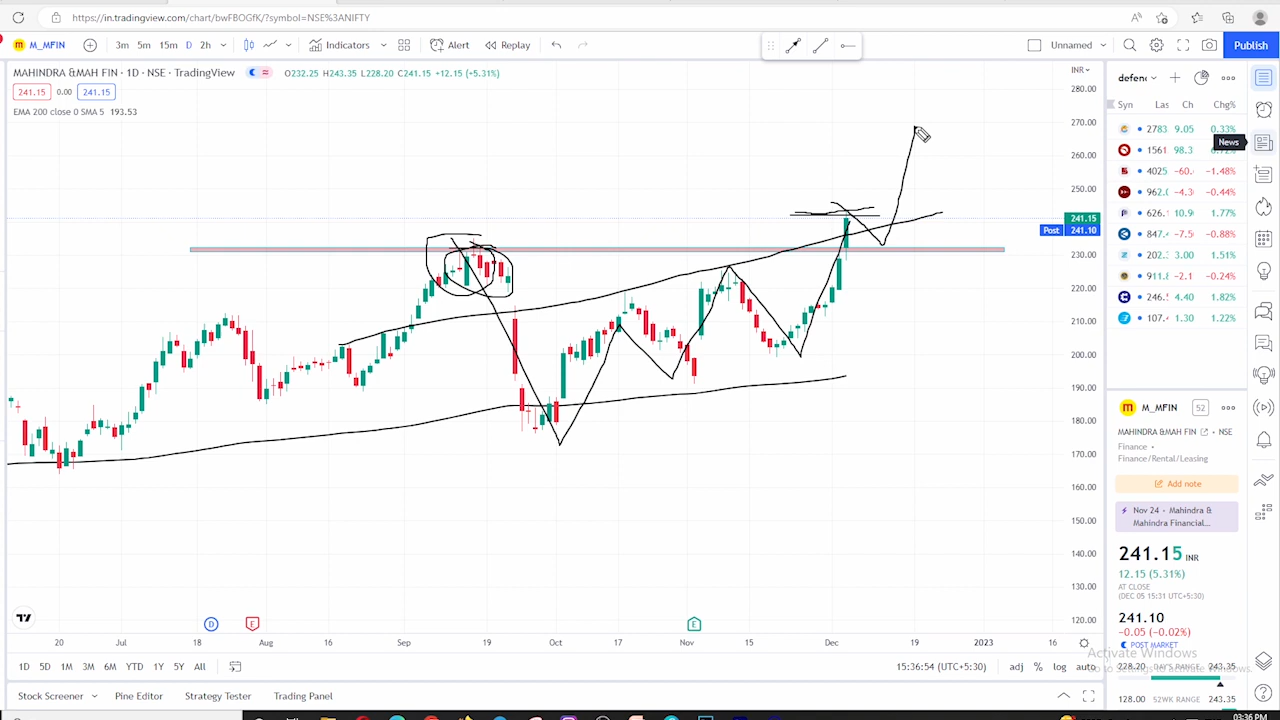 https://in.tradingview.com/chart/bwFBOGfK/?symbol=NSE%3ANIFTY
M_MFIN 3m 5m 15m D 2h Indicators Alert Replay Unnamed Publish
MAHINDRA &MAH FIN · 1D · NSE · TradingView O232.25 H243.35 L228.20 C241.15 +12.15 (+5.31%)
241.15 0.00 241.15
EMA 200 close 0 SMA 5 193.53
INR
280.00
270.00
260.00
250.00
241.15
Post 241.10
230.00
220.00
210.00
200.00
190.00
180.00
170.00
160.00
150.00
140.00
130.00
120.00
D E E
20 Jul 18 Aug 16 Sep 19 Oct 17 Nov 15 Dec 19 2023 16
1D 5D 1M 3M 6M YTD 1Y 5Y All 15:36:54 (UTC+5:30) adj % log auto
Stock Screener Pine Editor Strategy Tester Trading Panel
Syn Las Ch Chg%
2783 9.05 0.33%
News
1561 98.3
4025 −60. −1.48%
962. −4.3 −0.44%
626. 10.9 1.77%
847. −7.5 −0.88%
202. 3.00 1.51%
911. −2.1 −0.24%
246. 4.40 1.82%
107. 1.30 1.22%
M_MFIN 52
MAHINDRA &MAH FIN • NSE
Finance •
Finance/Rental/Leasing
Add note
Nov 24 • Mahindra &
Mahindra Financial...
241.15 INR
12.15 (5.31%)
AT CLOSE
(DEC 05 15:31 UTC+5:30)
241.10
−0.05 (−0.02%)
POST MARKET
Activate Windows
228.20 DAY'S RANGE 243.35
128.00 52WK RANGE 243.35
03:36 PM